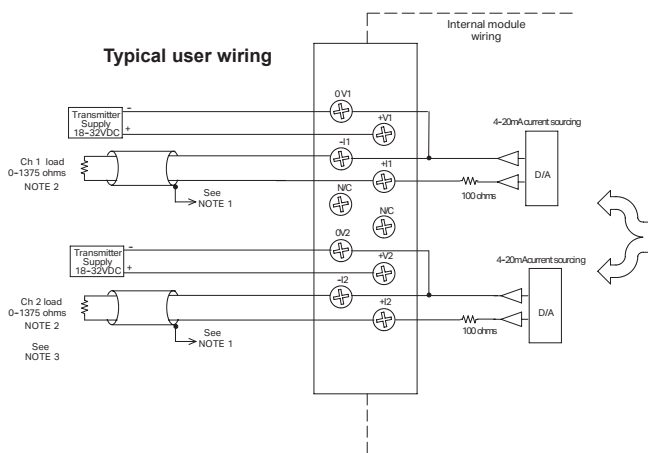 Internal module
wiring
Typical user wiring
0V1
+V1
Transmitter
Supply
18-32VDC
-
+
-I1
+I1
4-20mA current sourcing
D/A
100 ohms
Ch 1 load
0-1375 ohms
NOTE 2
See
NOTE 1
N/C
N/C
0V2
+V2
Transmitter
Supply
18-32VDC
-
+
-I2
+I2
4-20mA current sourcing
D/A
100 ohms
Ch 2 load
0-1375 ohms
NOTE 2
See
NOTE 1
See
NOTE 3